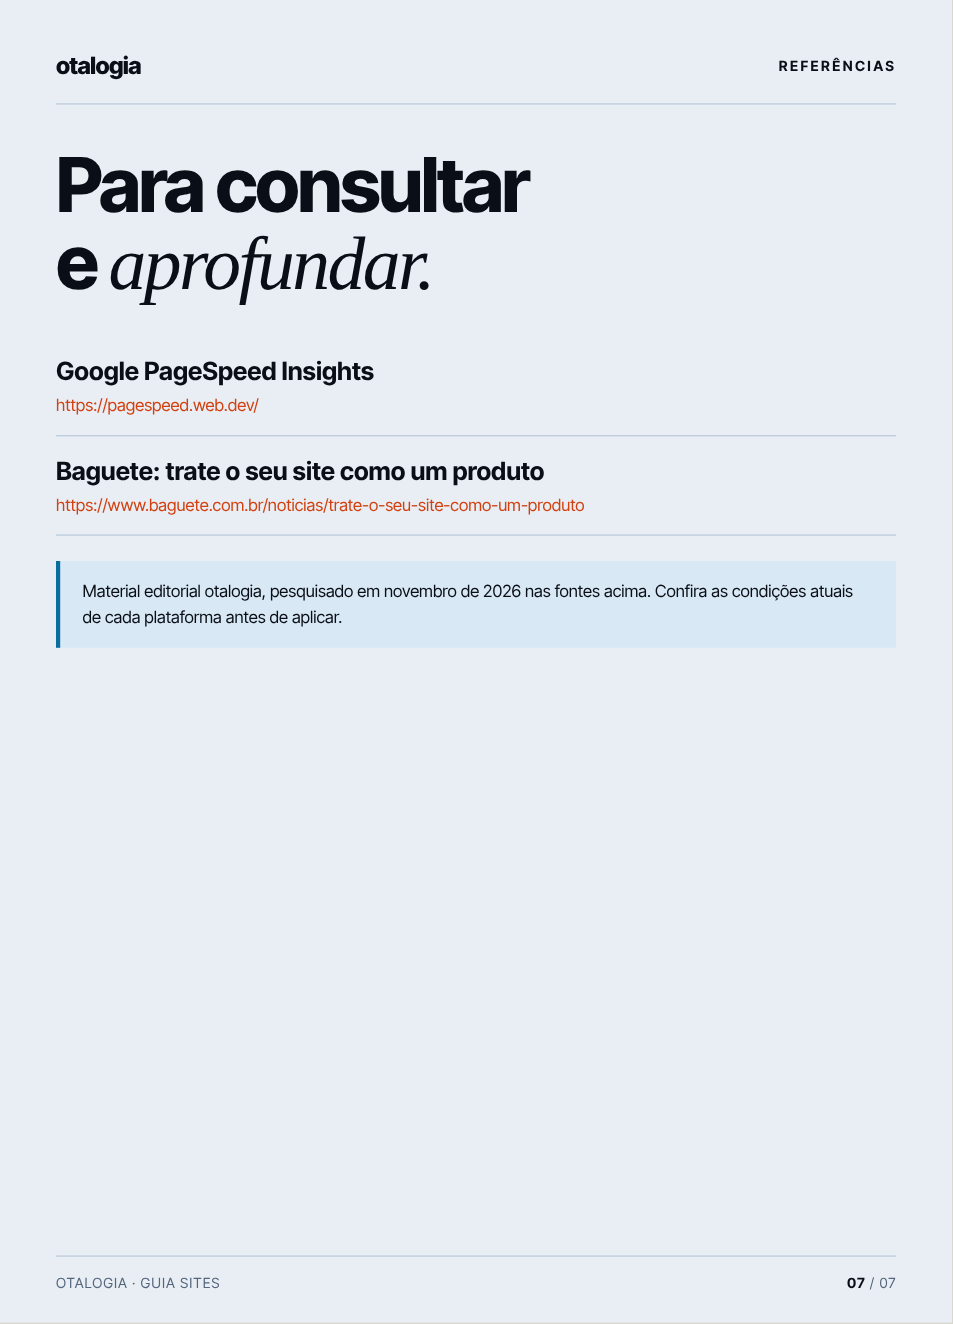 otalogia
REFERÊNCIAS
Para consultar
e aprofundar.
Google PageSpeed Insights
https://pagespeed.web.dev/
Baguete: trate o seu site como um produto
https://www.baguete.com.br/noticias/trate-o-seu-site-como-um-produto
Material editorial otalogia, pesquisado em novembro de 2026 nas fontes acima. Confira as condições atuais
de cada plataforma antes de aplicar.
OTALOGIA · GUIA SITES
07 / 07